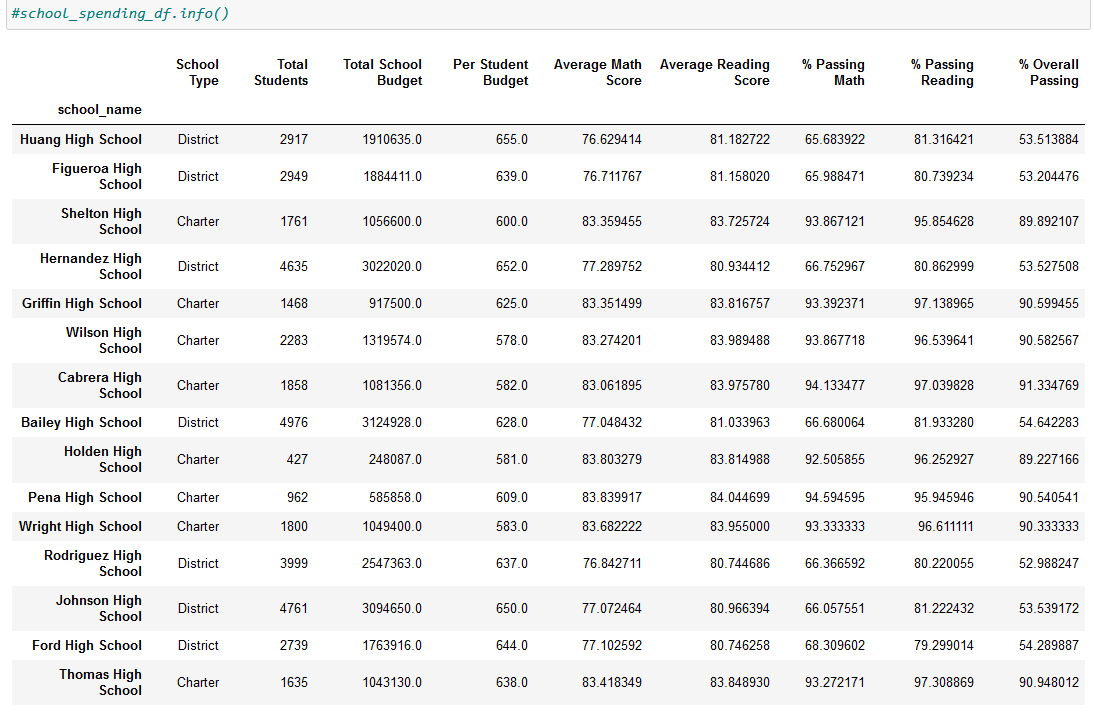 #school_spending_df.info()
School Type Total Students Total School Budget Per Student Budget Average Math Score Average Reading Score % Passing Math % Passing Reading % Overall Passing
school_name
Huang High School District 2917 1910635.0 655.0 76.629414 81.182722 65.683922 81.316421 53.513884
Figueroa High School District 2949 1884411.0 639.0 76.711767 81.158020 65.988471 80.739234 53.204476
Shelton High School Charter 1761 1056600.0 600.0 83.359455 83.725724 93.867121 95.854628 89.892107
Hernandez High School District 4635 3022020.0 652.0 77.289752 80.934412 66.752967 80.862999 53.527508
Griffin High School Charter 1468 917500.0 625.0 83.351499 83.816757 93.392371 97.138965 90.599455
Wilson High School Charter 2283 1319574.0 578.0 83.274201 83.989488 93.867718 96.539641 90.582567
Cabrera High School Charter 1858 1081356.0 582.0 83.061895 83.975780 94.133477 97.039828 91.334769
Bailey High School District 4976 3124928.0 628.0 77.048432 81.033963 66.680064 81.933280 54.642283
Holden High School Charter 427 248087.0 581.0 83.803279 83.814988 92.505855 96.252927 89.227166
Pena High School Charter 962 585858.0 609.0 83.839917 84.044699 94.594595 95.945946 90.540541
Wright High School Charter 1800 1049400.0 583.0 83.682222 83.955000 93.333333 96.611111 90.333333
Rodriguez High School District 3999 2547363.0 637.0 76.842711 80.744686 66.366592 80.220055 52.988247
Johnson High School District 4761 3094650.0 650.0 77.072464 80.966394 66.057551 81.222432 53.539172
Ford High School District 2739 1763916.0 644.0 77.102592 80.746258 68.309602 79.299014 54.289887
Thomas High School Charter 1635 1043130.0 638.0 83.418349 83.848930 93.272171 97.308869 90.948012